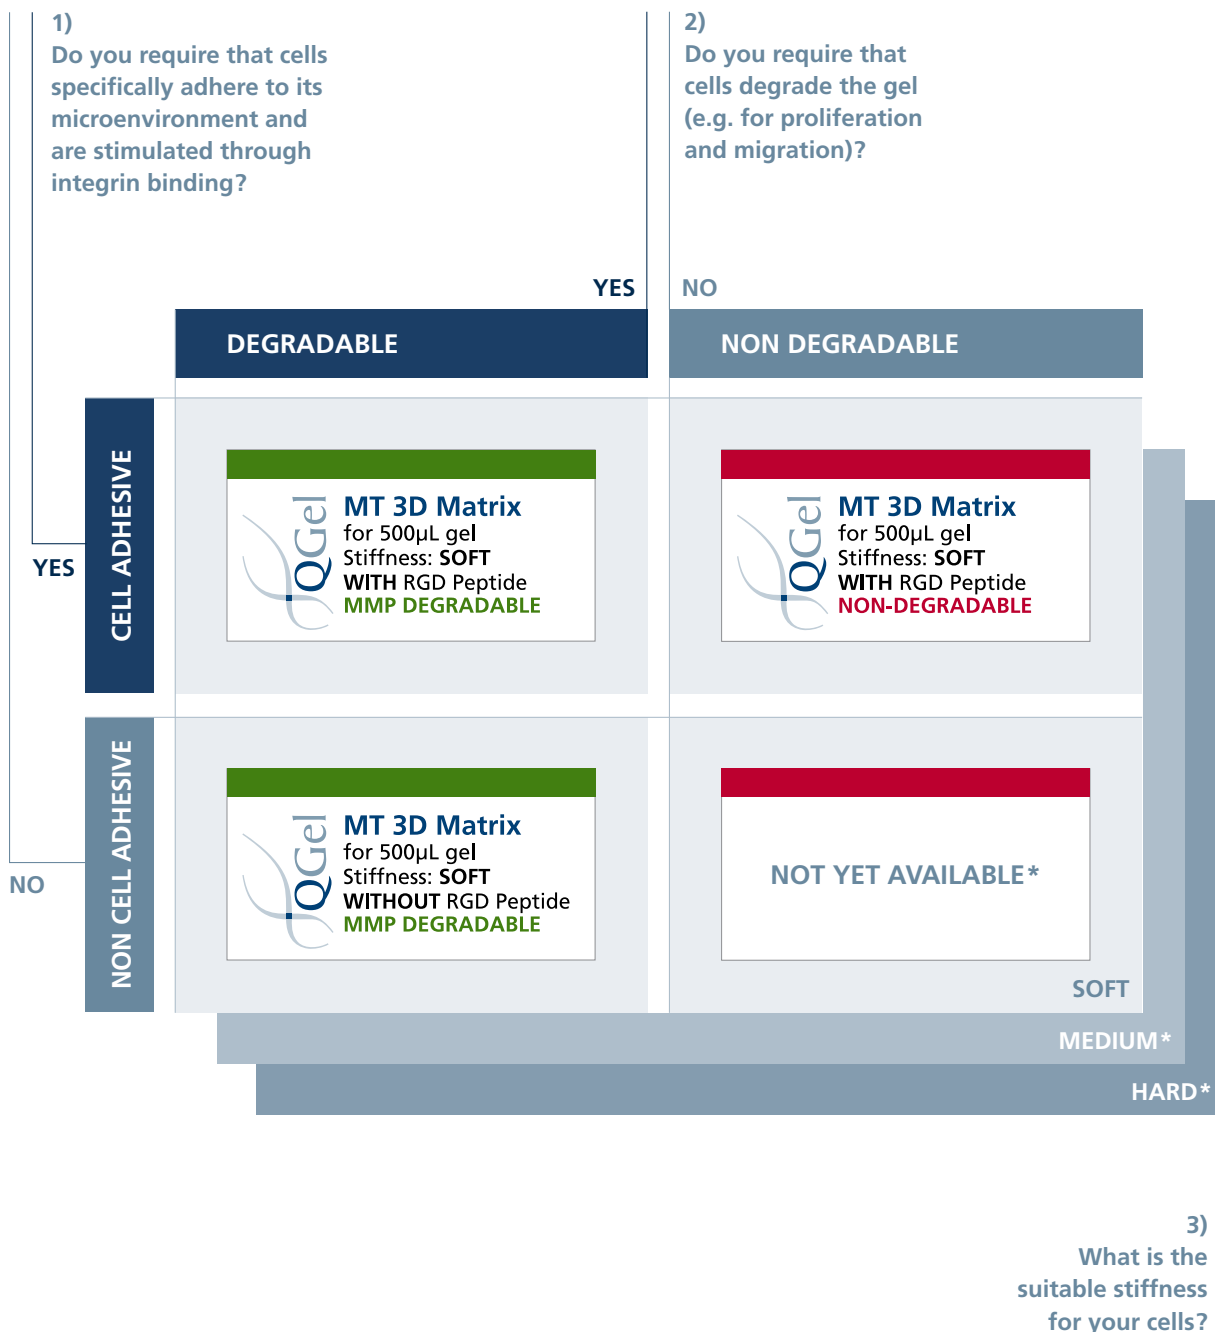 1)
Do you require that cells
specifically adhere to its
microenvironment and
are stimulated through
integrin binding?
2)
Do you require that
cells degrade the gel
(e.g. for proliferation
and migration)?
YES
NO
DEGRADABLE
NON DEGRADABLE
CELL ADHESIVE
YES
QGel
MT 3D Matrix
for 500µL gel
Stiffness: SOFT
WITH RGD Peptide
MMP DEGRADABLE
QGel
MT 3D Matrix
for 500µL gel
Stiffness: SOFT
WITH RGD Peptide
NON-DEGRADABLE
NON CELL ADHESIVE
NO
QGel
MT 3D Matrix
for 500µL gel
Stiffness: SOFT
WITHOUT RGD Peptide
MMP DEGRADABLE
NOT YET AVAILABLE*
SOFT
MEDIUM*
HARD*
3)
What is the
suitable stiffness
for your cells?